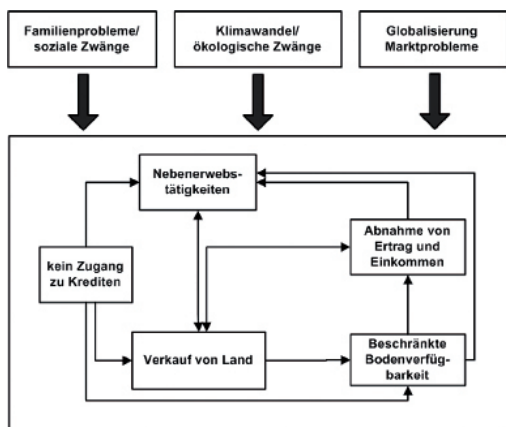 Familienprobleme/
soziale Zwänge
Klimawandel/
ökologische Zwänge
Globalisierung
Marktprobleme
Nebenerwebs-
tätigkeiten
Abnahme von
Ertrag und
Einkommen
kein Zugang
zu Krediten
Verkauf von Land
Beschränkte
Bodenverfüg-
barkeit